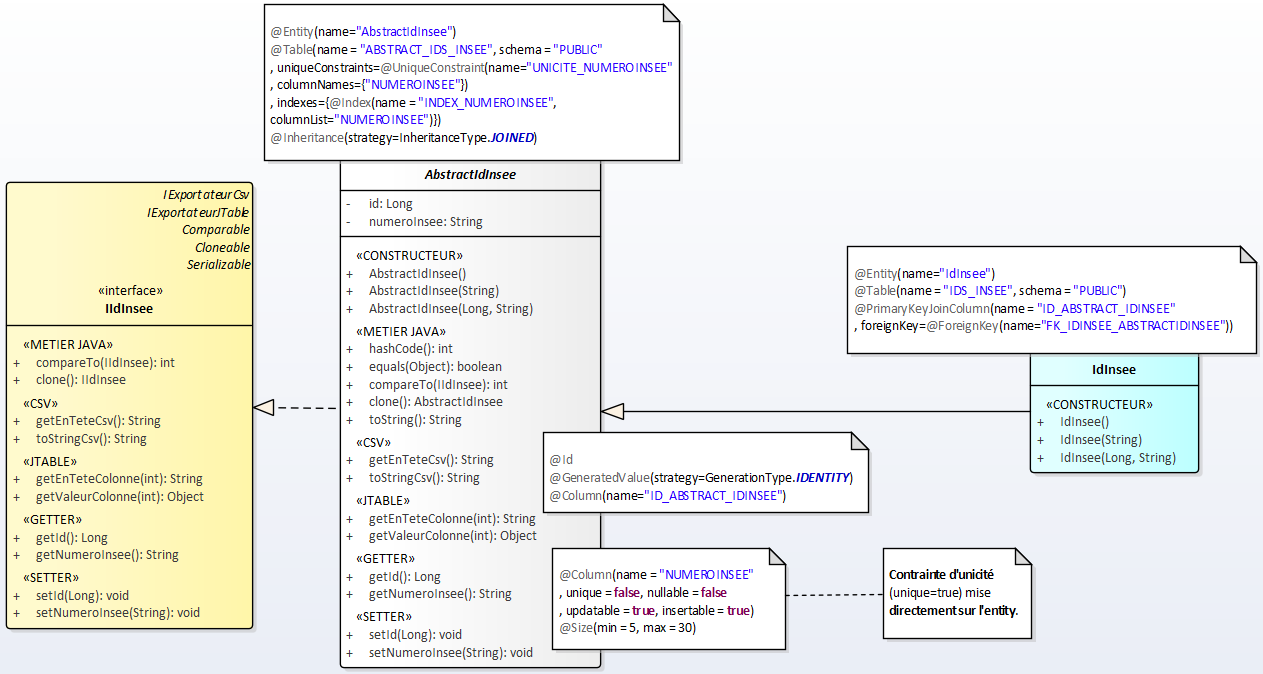 @Entity(name="AbstractIdInsee")
@Table(name = "ABSTRACT_IDS_INSEE", schema = "PUBLIC"
, uniqueConstraints=@UniqueConstraint(name="UNICITE_NUMEROINSEE"
, columnNames={"NUMEROINSEE"})
, indexes={@Index(name = "INDEX_NUMEROINSEE",
columnList="NUMEROINSEE")})
@Inheritance(strategy=InheritanceType.JOINED)
IExportateurCsv
IExportateurJTable
Comparable
Cloneable
Serializable
«interface»
IIdInsee
«METIER JAVA»
+ compareTo(IIdInsee): int
+ clone(): IIdInsee
«CSV»
+ getEnTeteCsv(): String
+ toStringCsv(): String
«JTABLE»
+ getEnTeteColonne(int): String
+ getValeurColonne(int): Object
«GETTER»
+ getId(): Long
+ getNumeroInsee(): String
«SETTER»
+ setId(Long): void
+ setNumeroInsee(String): void
AbstractIdInsee
- id: Long
- numeroInsee: String
«CONSTRUCTEUR»
+ AbstractIdInsee()
+ AbstractIdInsee(String)
+ AbstractIdInsee(Long, String)
«METIER JAVA»
+ hashCode(): int
+ equals(Object): boolean
+ compareTo(IIdInsee): int
+ clone(): AbstractIdInsee
+ toString(): String
«CSV»
+ getEnTeteCsv(): String
+ toStringCsv(): String
«JTABLE»
+ getEnTeteColonne(int): String
+ getValeurColonne(int): Object
«GETTER»
+ getId(): Long
+ getNumeroInsee(): String
«SETTER»
+ setId(Long): void
+ setNumeroInsee(String): void
@Entity(name="IdInsee")
@Table(name = "IDS_INSEE", schema = "PUBLIC")
@PrimaryKeyJoinColumn(name = "ID_ABSTRACT_IDINSEE"
, foreignKey=@ForeignKey(name="FK_IDINSEE_ABSTRACTIDINSEE"))
IdInsee
«CONSTRUCTEUR»
+ IdInsee()
+ IdInsee(String)
+ IdInsee(Long, String)
@Id
@GeneratedValue(strategy=GenerationType.IDENTITY)
@Column(name="ID_ABSTRACT_IDINSEE")
@Column(name = "NUMEROINSEE"
, unique = false, nullable = false
, updatable = true, insertable = true)
@Size(min = 5, max = 30)
Contrainte d'unicité
(unique=true) mise
directement sur l'entity.